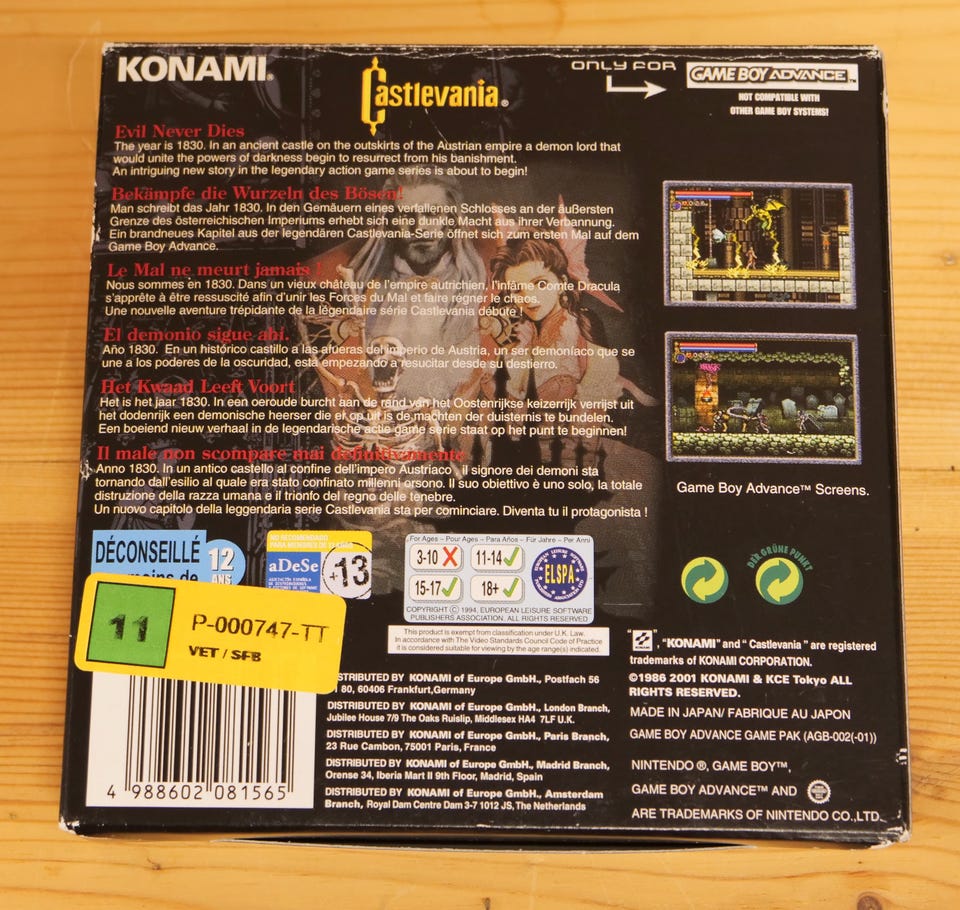 KONAMI®
Castlevania®
ONLY FOR
GAME BOY ADVANCE™
NOT COMPATIBLE WITH
OTHER GAME BOY SYSTEMS!
Evil Never Dies
The year is 1830. In an ancient castle on the outskirts of the Austrian empire a demon lord that
would unite the powers of darkness begin to resurrect from his banishment.
An intriguing new story in the legendary action game series is about to begin!
Bekämpfe die Wurzeln des Bösen!
Man schreibt das Jahr 1830. In den Gemäuern eines verfallenen Schlosses an der äußersten
Grenze des österreichischen Imperiums erhebt sich eine dunkle Macht aus ihrer Verbannung.
Ein brandneues Kapitel aus der legendären Castlevania-Serie öffnet sich zum ersten Mal auf dem
Game Boy Advance.
Le Mal ne meurt jamais !
Nous sommes en 1830. Dans un vieux château de l'empire autrichien, l'infâme Comte Dracula
s'apprête à être ressuscité afin d'unir les Forces du Mal et faire régner le chaos.
Une nouvelle aventure trépidante de la légendaire série Castlevania débute !
El demonio sigue ahí.
Año 1830. En un histórico castillo a las afueras del imperio de Austria, un ser demoníaco que se
une a los poderes de la oscuridad, está empezando a resucitar desde su destierro.
Het Kwaad Leeft Voort
Het is het jaar 1830. In een oeroude burcht aan de rand van het Oostenrijkse keizerrijk verrijst uit
het dodenrijk een demonische heerser die er op uit is de machten der duisternis te bundelen.
Een boeiend nieuw verhaal in de legendarische actie game serie staat op het punt te beginnen!
Il male non scompare mai definitivamente
Anno 1830. In un antico castello al confine dell'impero Austriaco, il signore dei demoni sta
tornando dall'esilio al quale era stato confinato millenni orsono. Il suo obiettivo è uno solo, la totale
distruzione della razza umana e il trionfo del regno delle tenebre.
Un nuovo capitolo della leggendaria serie Castlevania sta per cominciare. Diventa tu il protagonista !
Game Boy Advance™ Screens.
DÉCONSEILLÉ
moins de
12
ANS
NO RECOMENDADO
PARA MENORES DE 13 AÑOS
aDeSe
+13
For Ages – Pour Ages – Para Años – Für Jahre – Per Anni
3-10 11-14
15-17 18+
ELSPA
COPYRIGHT © 1994, EUROPEAN LEISURE SOFTWARE
PUBLISHERS ASSOCIATION. ALL RIGHTS RESERVED.
This product is exempt from classification under U.K. Law.
In accordance with The Video Standards Council Code of Practice
it is considered suitable for viewing by the age range(s) indicated.
DER GRÜNE PUNKT
11
P-000747-TT
VET / SFB
4 988602 081565
STRIBUTED BY KONAMI of Europe GmbH., Postfach 56
80, 60406 Frankfurt,Germany
DISTRIBUTED BY KONAMI of Europe GmbH., London Branch,
Jubilee House 7/9 The Oaks Ruislip, Middlesex HA4 7LF U.K.
DISTRIBUTED BY KONAMI of Europe GmbH., Paris Branch,
23 Rue Cambon, 75001 Paris, France
DISTRIBUTED BY KONAMI of Europe GmbH., Madrid Branch,
Orense 34, Iberia Mart II 9th Floor, Madrid, Spain
DISTRIBUTED BY KONAMI of Europe GmbH., Amsterdam
Branch, Royal Dam Centre Dam 3-7 1012 JS, The Netherlands
" ", "KONAMI" and " Castlevania " are registered
trademarks of KONAMI CORPORATION.
©1986 2001 KONAMI & KCE Tokyo ALL
RIGHTS RESERVED.
MADE IN JAPAN/ FABRIQUE AU JAPON
GAME BOY ADVANCE GAME PAK (AGB-002(-01))
NINTENDO ®, GAME BOY™,
GAME BOY ADVANCE™ AND
ARE TRADEMARKS OF NINTENDO CO.,LTD.